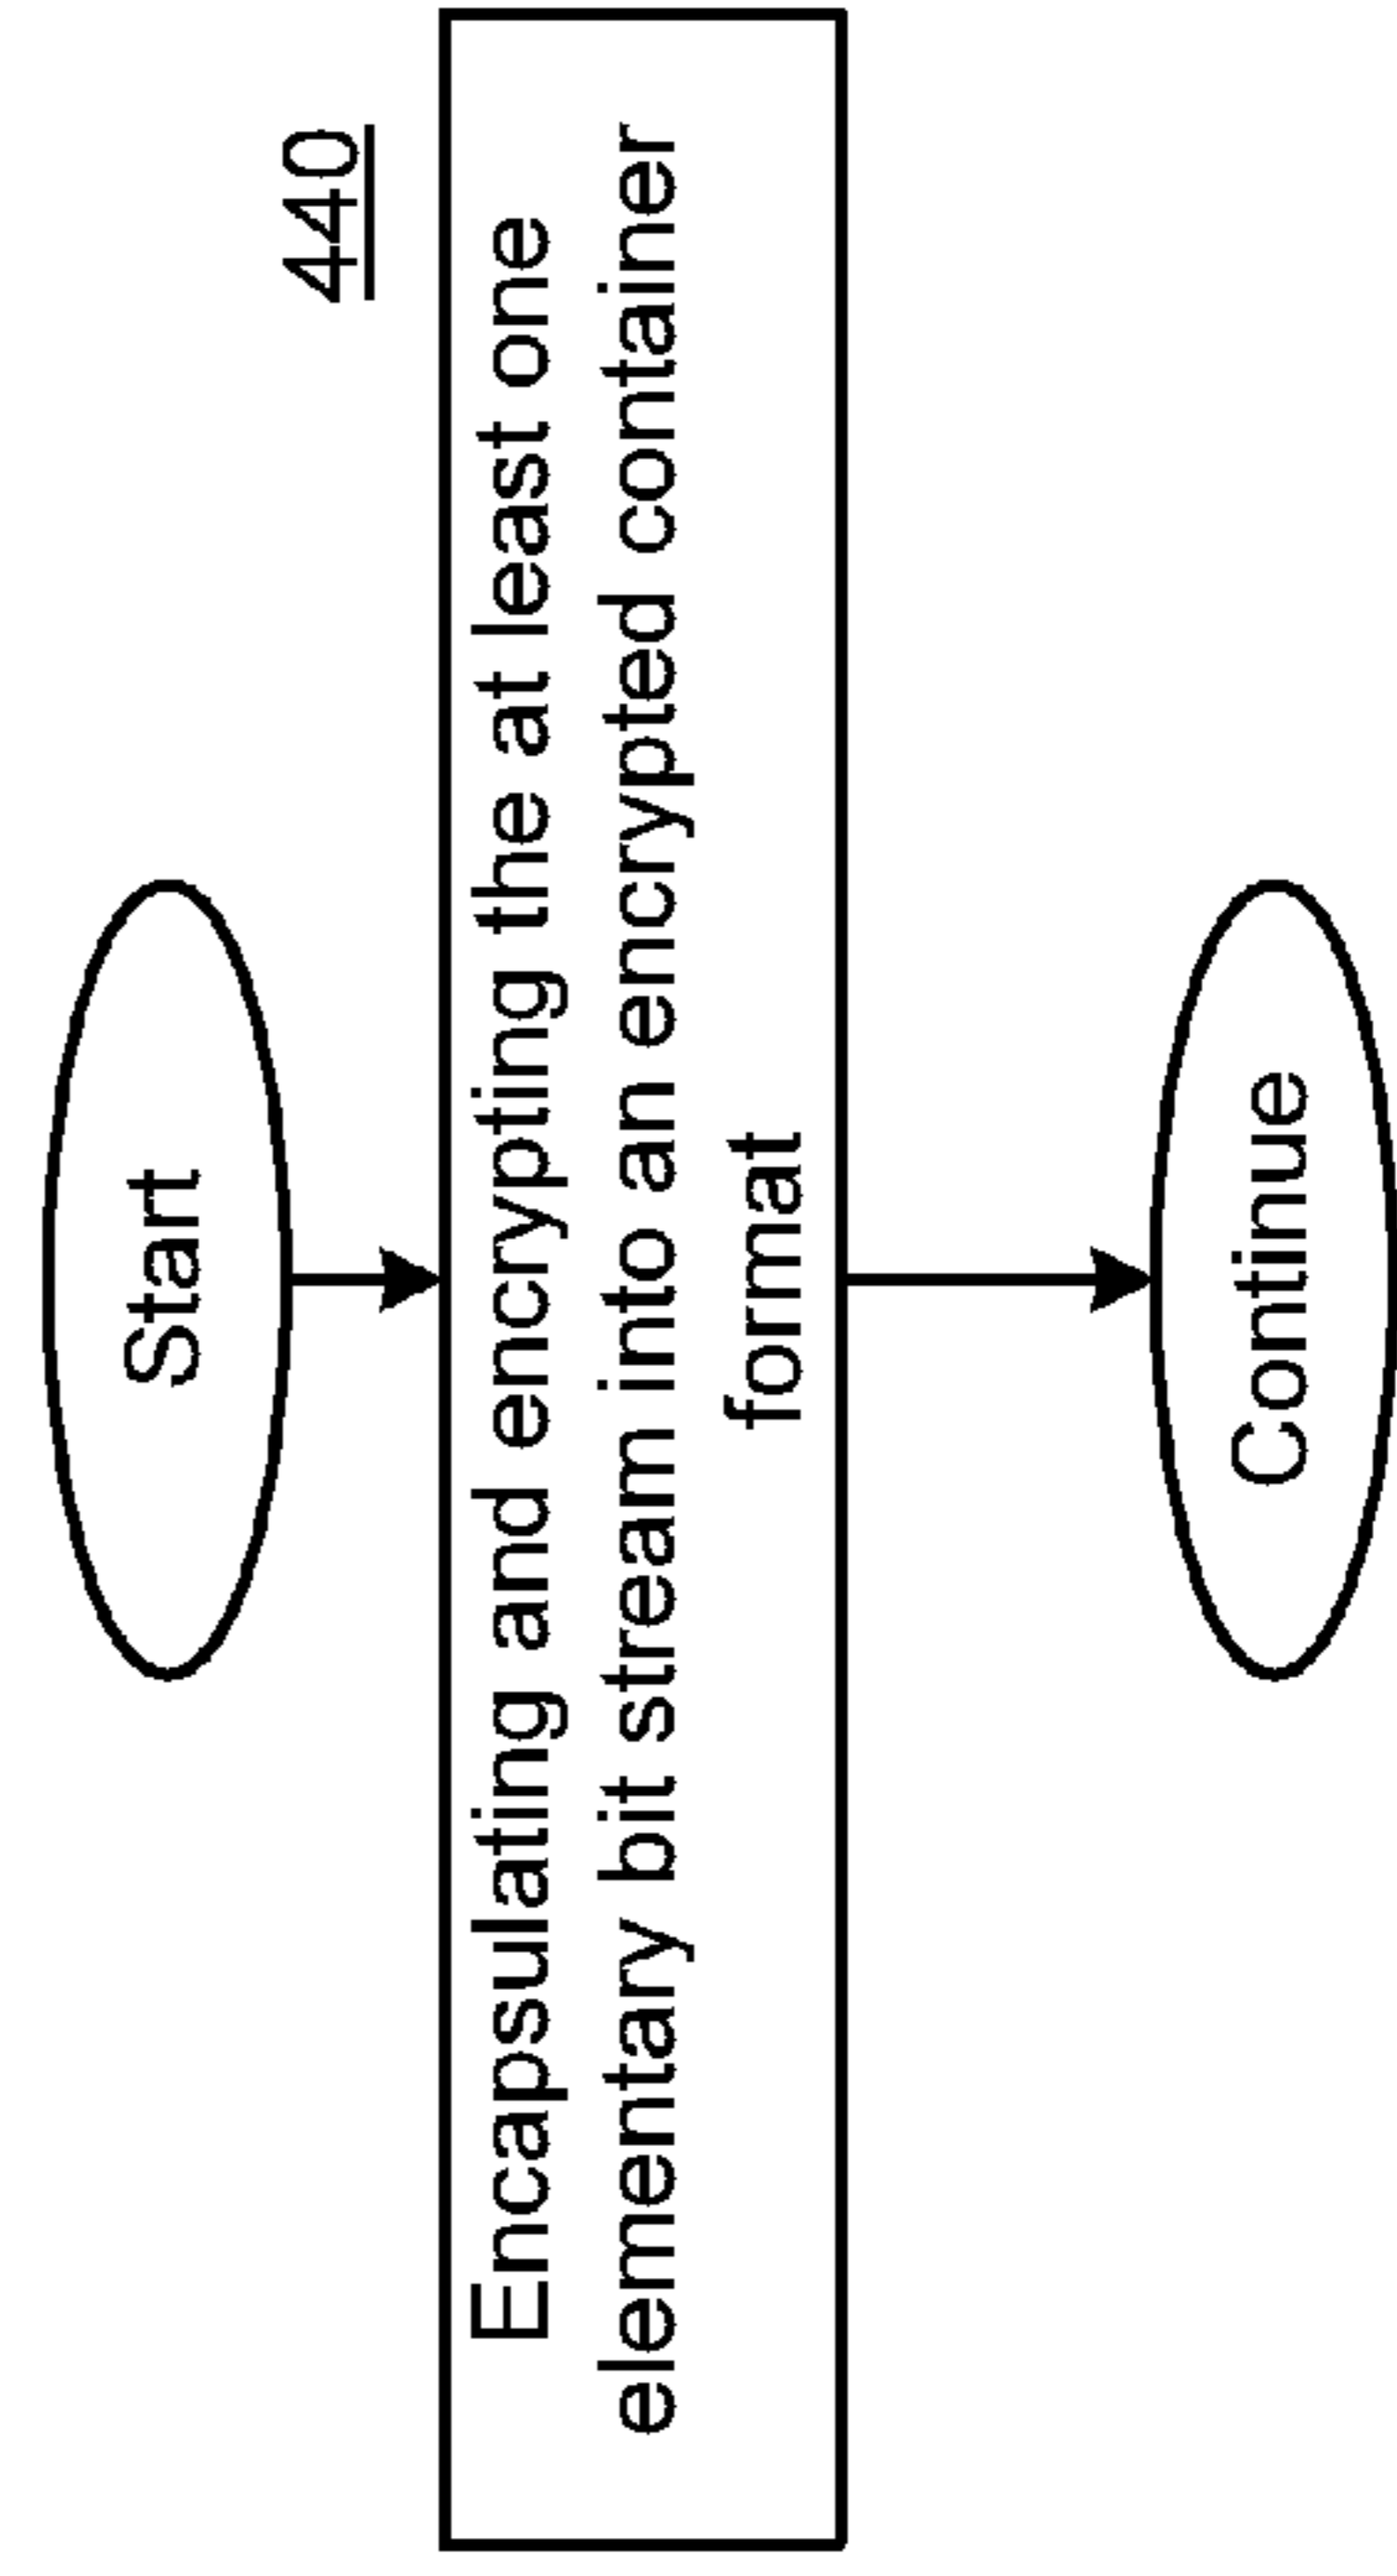 Start
440
Encapsulating and encrypting the at least one
elementary bit stream into an encrypted container
format
Continue